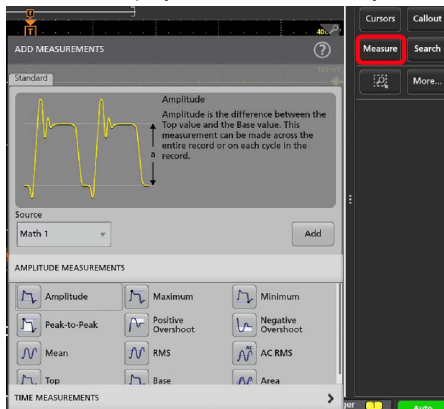 T
Cursors
Callout
T
400
ADD MEASUREMENTS
?
Measure
Search
Standard
More...
Amplitude
Amplitude is the difference between the
Top value and the Base value. This
measurement can be made across the
entire record or on each cycle in the
record.
a
Source
Math 1
Add
AMPLITUDE MEASUREMENTS
Amplitude
Maximum
Minimum
Peak-to-Peak
Positive
Overshoot
Negative
Overshoot
Mean
RMS
AC
AC RMS
Top
Base
Area
TIME MEASUREMENTS
1
Auto